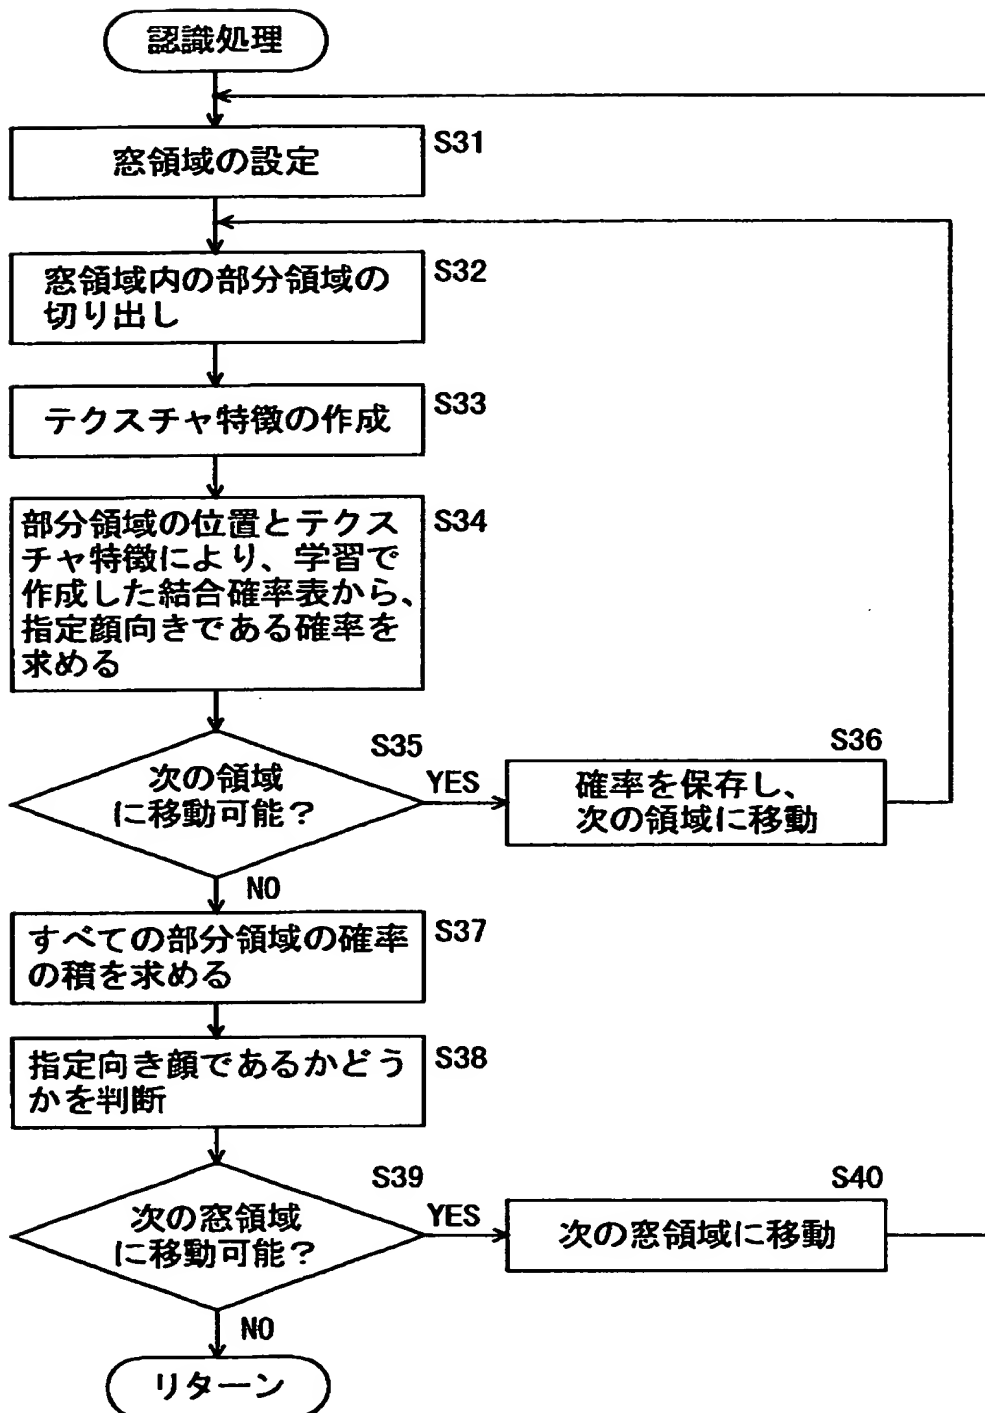 認識処理
S31
窓領域の設定
S32
窓領域内の部分領域の
切り出し
S33
テクスチャ特徴の作成
S34
部分領域の位置とテクス
チャ特徴により、学習で
作成した結合確率表から、
指定顔向きである確率を
求める
S35
次の領域
に移動可能?
YES
S36
確率を保存し、
次の領域に移動
NO
S37
すべての部分領域の確率
の積を求める
S38
指定向き顔であるかどう
かを判断
S39
次の窓領域
に移動可能?
YES
S40
次の窓領域に移動
NO
リターン